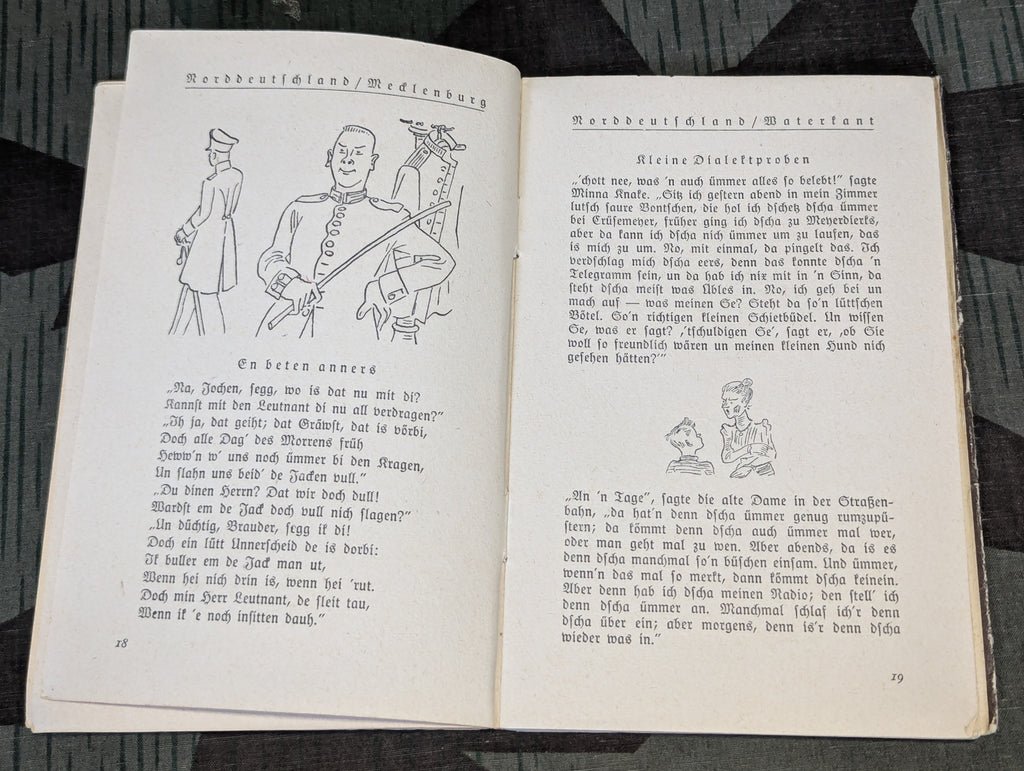 Norddeutschland/Mecklenburg
En beten anners
„Na, Jochen, segg, wo is dat nu mit di?
Kannst mit den Leutnant di nu all verdragen?“
„Ih ja, dat geiht; dat Gräwst, dat is vörbi,
Doch alle Dag' des Morrens früh
Heww'n w' uns noch ümmer bi den Kragen,
Un slahn uns beid' de Jacken vull.“
„Du dinen Herrn? Dat wir doch dull!
Wardst em de Jack doch vull nich slagen?“
„Un düchtig, Brauder, segg ik di!
Doch ein lütt Unnerscheid de is dorbi:
Ik buller em de Jack man ut,
Wenn hei nich drin is, wenn hei 'rut.
Doch min Herr Leutnant, de sleit tau,
Wenn ik 'e noch insitten dauh.“
18
Norddeutschland/Waterkant
Kleine Dialektproben
„'chott nee, was 'n auch ümmer alles so belebt!“ sagte
Minna Knake. „Sitz ich gestern abend in mein Zimmer
lutsch saure Bontschen, die hol ich dschetz dscha ümmer
bei Crüsemeyer, früher ging ich dscha zu Meyerdierks,
aber da kann ich dscha nich ümmer um zu laufen, das
is mich zu um. No, mit einmal, da pingelt das. Ich
verdschlag mich dscha eers, denn das konnte dscha 'n
Telegramm sein, un da hab ich nix mit in 'n Sinn, da
steht dscha meist was Übles in. No, ich geh bei un
mach auf — was meinen Se? Steht da so'n lüttschen
Bötel. So'n richtigen kleinen Schietbüdel. Un wissen
Se, was er sagt? ‚'tschuldigen Se‘, sagt er, ‚ob Sie
woll so freundlich wären un meinen kleinen Hund nich
gesehen hätten?‘“
„An 'n Tage“, sagte die alte Dame in der Straßen-
bahn, „da hat'n denn dscha ümmer genug rumzupü-
stern; da kömmt denn dscha auch ümmer mal wer,
oder man geht mal zu wen. Aber abends, da is es
denn dscha manchmal so'n büschen einsam. Und ümmer,
wenn'n das mal so merkt, dann kömmt dscha keinein.
Aber denn hab ich dscha meinen Radio; den stell' ich
denn dscha ümmer an. Manchmal schlaf ich'r denn
dscha über ein; aber morgens, denn is'r denn dscha
wieder was in.“
19